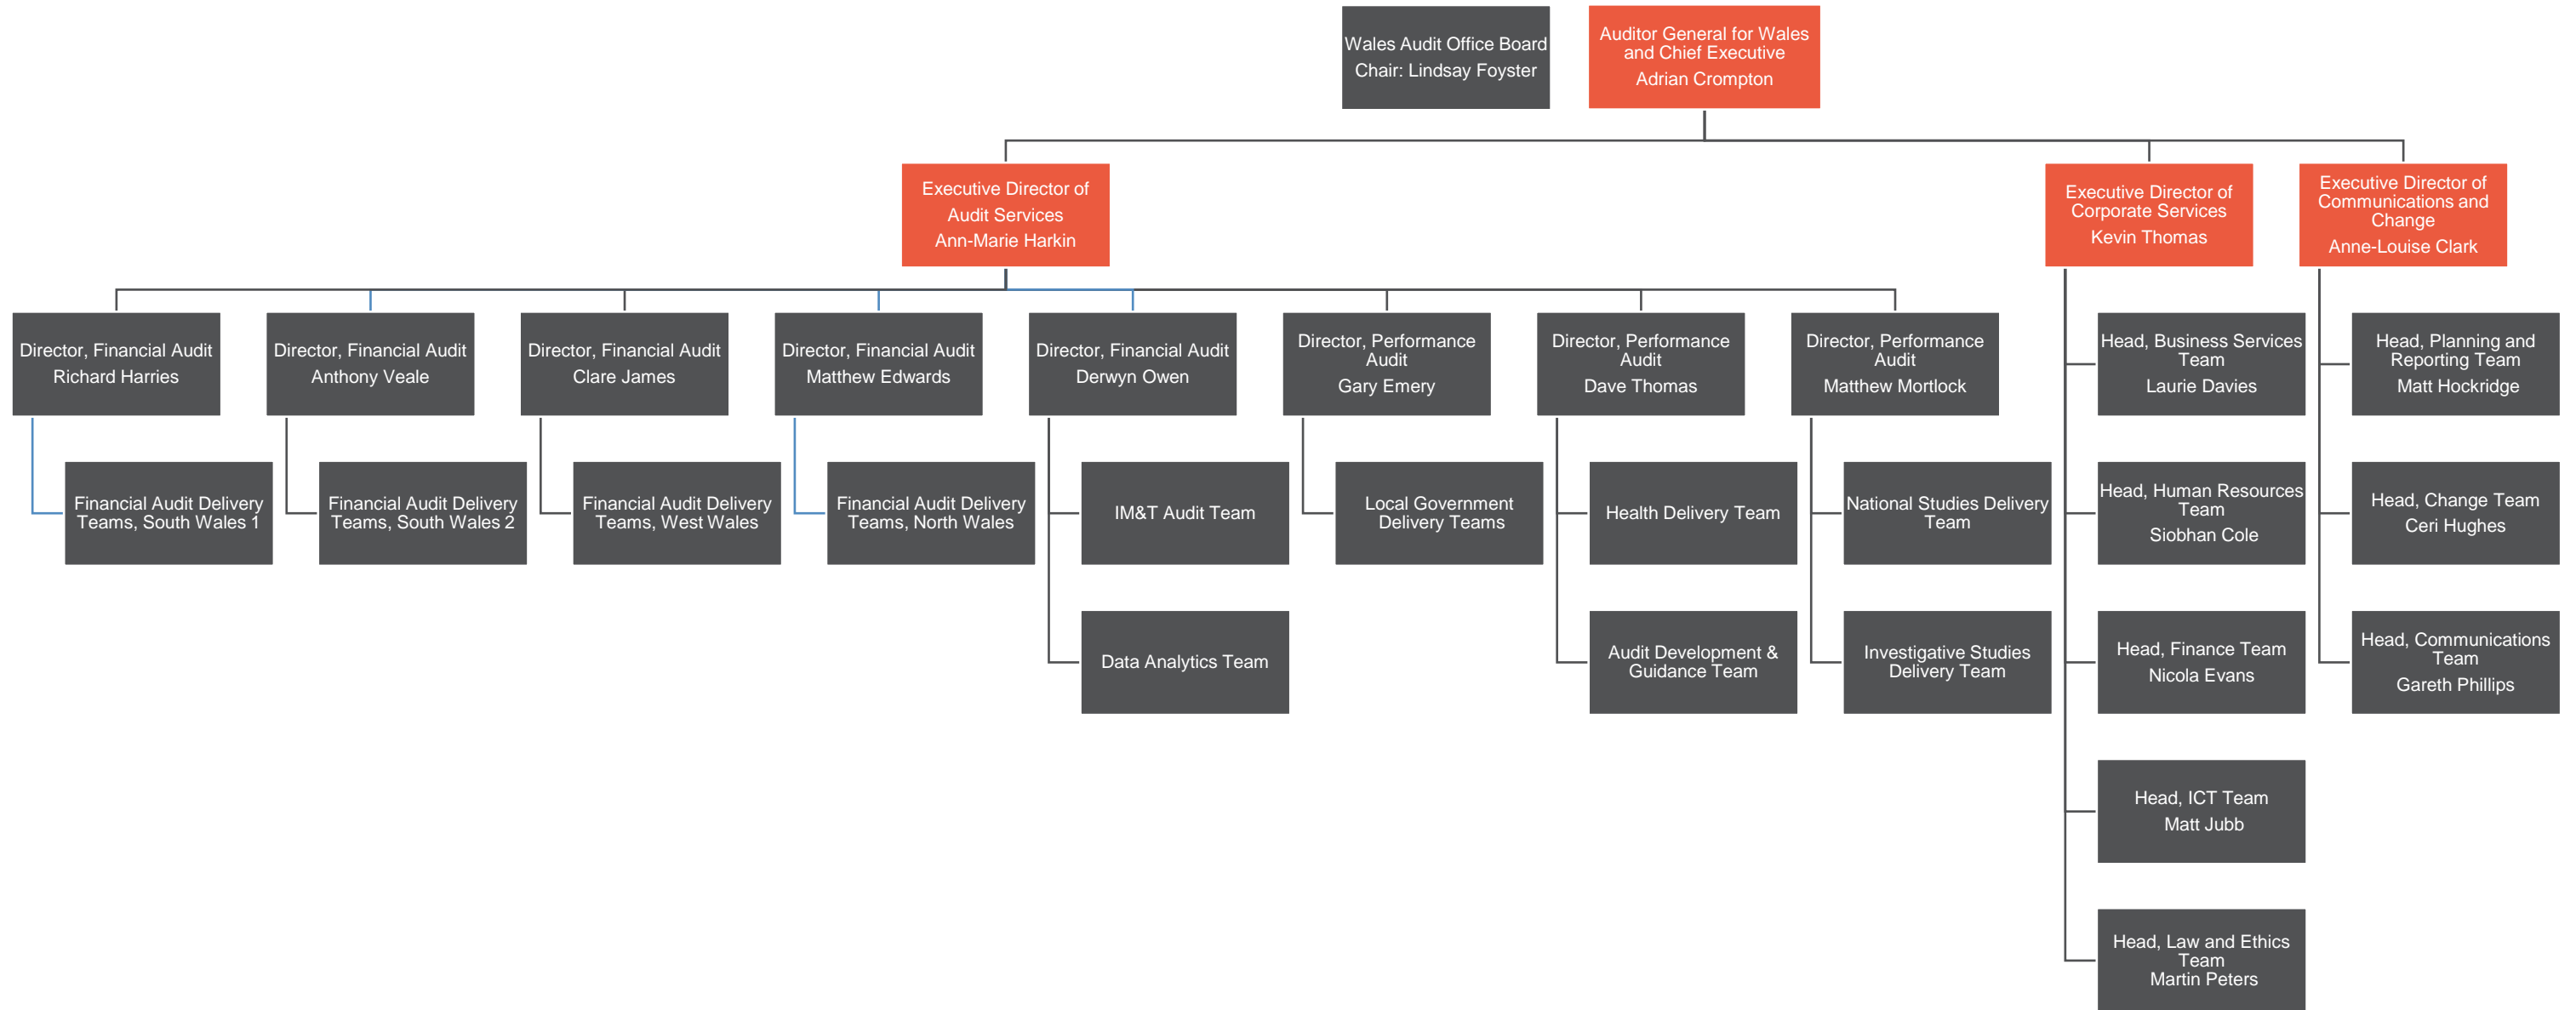 Wales Audit Office Board
Chair: Lindsay Foyster
Auditor General for Wales
and Chief Executive
Adrian Crompton
Executive Director of
Audit Services
Ann-Marie Harkin
Executive Director of
Corporate Services
Kevin Thomas
Executive Director of
Communications and
Change
Anne-Louise Clark
Director, Financial Audit
Richard Harries
Director, Financial Audit
Anthony Veale
Director, Financial Audit
Clare James
Director, Financial Audit
Matthew Edwards
Director, Financial Audit
Derwyn Owen
Director, Performance
Audit
Gary Emery
Director, Performance
Audit
Dave Thomas
Director, Performance
Audit
Matthew Mortlock
Head, Business Services
Team
Laurie Davies
Head, Planning and
Reporting Team
Matt Hockridge
Financial Audit Delivery
Teams, South Wales 1
Financial Audit Delivery
Teams, South Wales 2
Financial Audit Delivery
Teams, West Wales
Financial Audit Delivery
Teams, North Wales
IM&T Audit Team
Local Government
Delivery Teams
Health Delivery Team
National Studies Delivery
Team
Head, Human Resources
Team
Siobhan Cole
Head, Change Team
Ceri Hughes
Data Analytics Team
Audit Development &
Guidance Team
Investigative Studies
Delivery Team
Head, Finance Team
Nicola Evans
Head, Communications
Team
Gareth Phillips
Head, ICT Team
Matt Jubb
Head, Law and Ethics
Team
Martin Peters